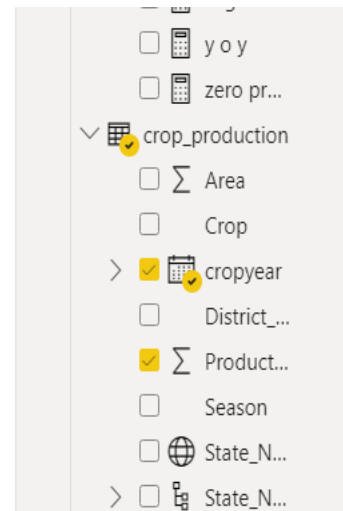 y o y
zero pr...
crop_production
Area
Crop
cropyear
District_...
Product...
Season
State_N...
State_N...